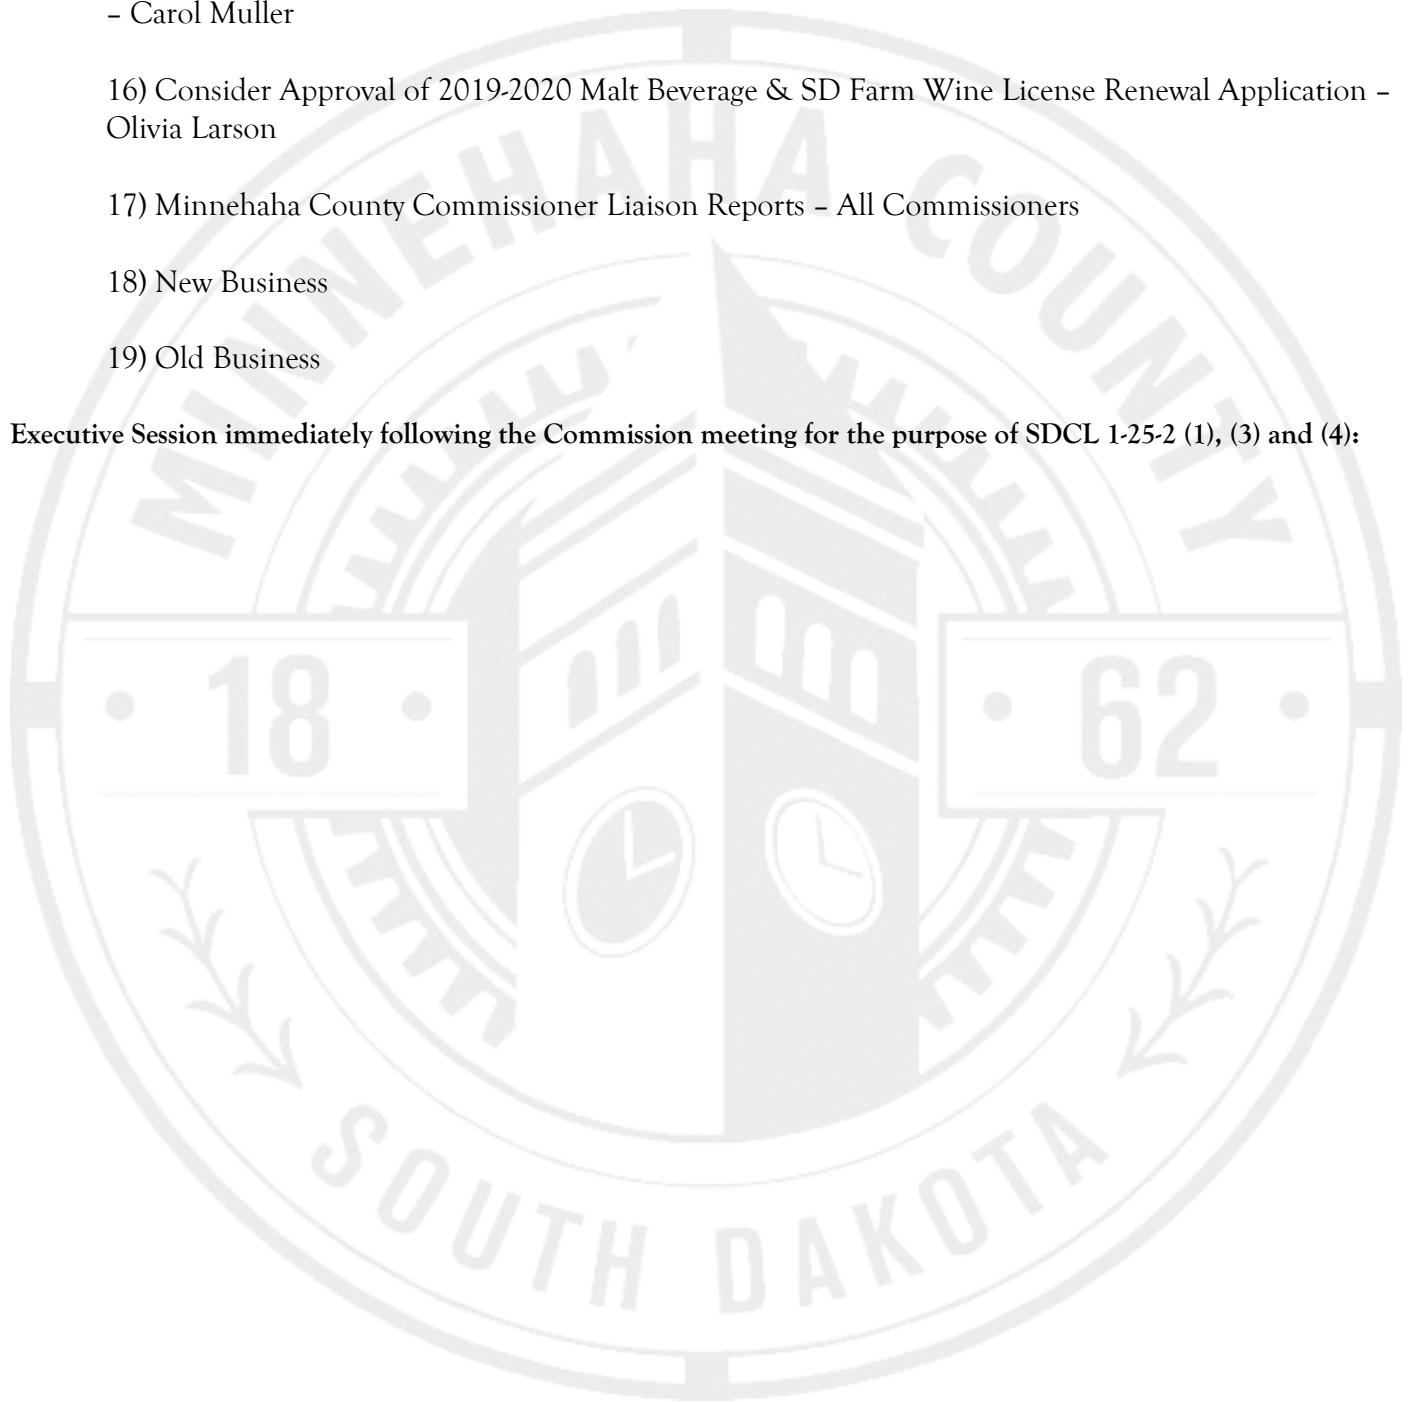 – Carol Muller
16) Consider Approval of 2019-2020 Malt Beverage & SD Farm Wine License Renewal Application –
Olivia Larson
17) Minnehaha County Commissioner Liaison Reports – All Commissioners
18) New Business
19) Old Business
Executive Session immediately following the Commission meeting for the purpose of SDCL 1-25-2 (1), (3) and (4):
MINNEHAHA COUNTY
18
62
SOUTH DAKOTA